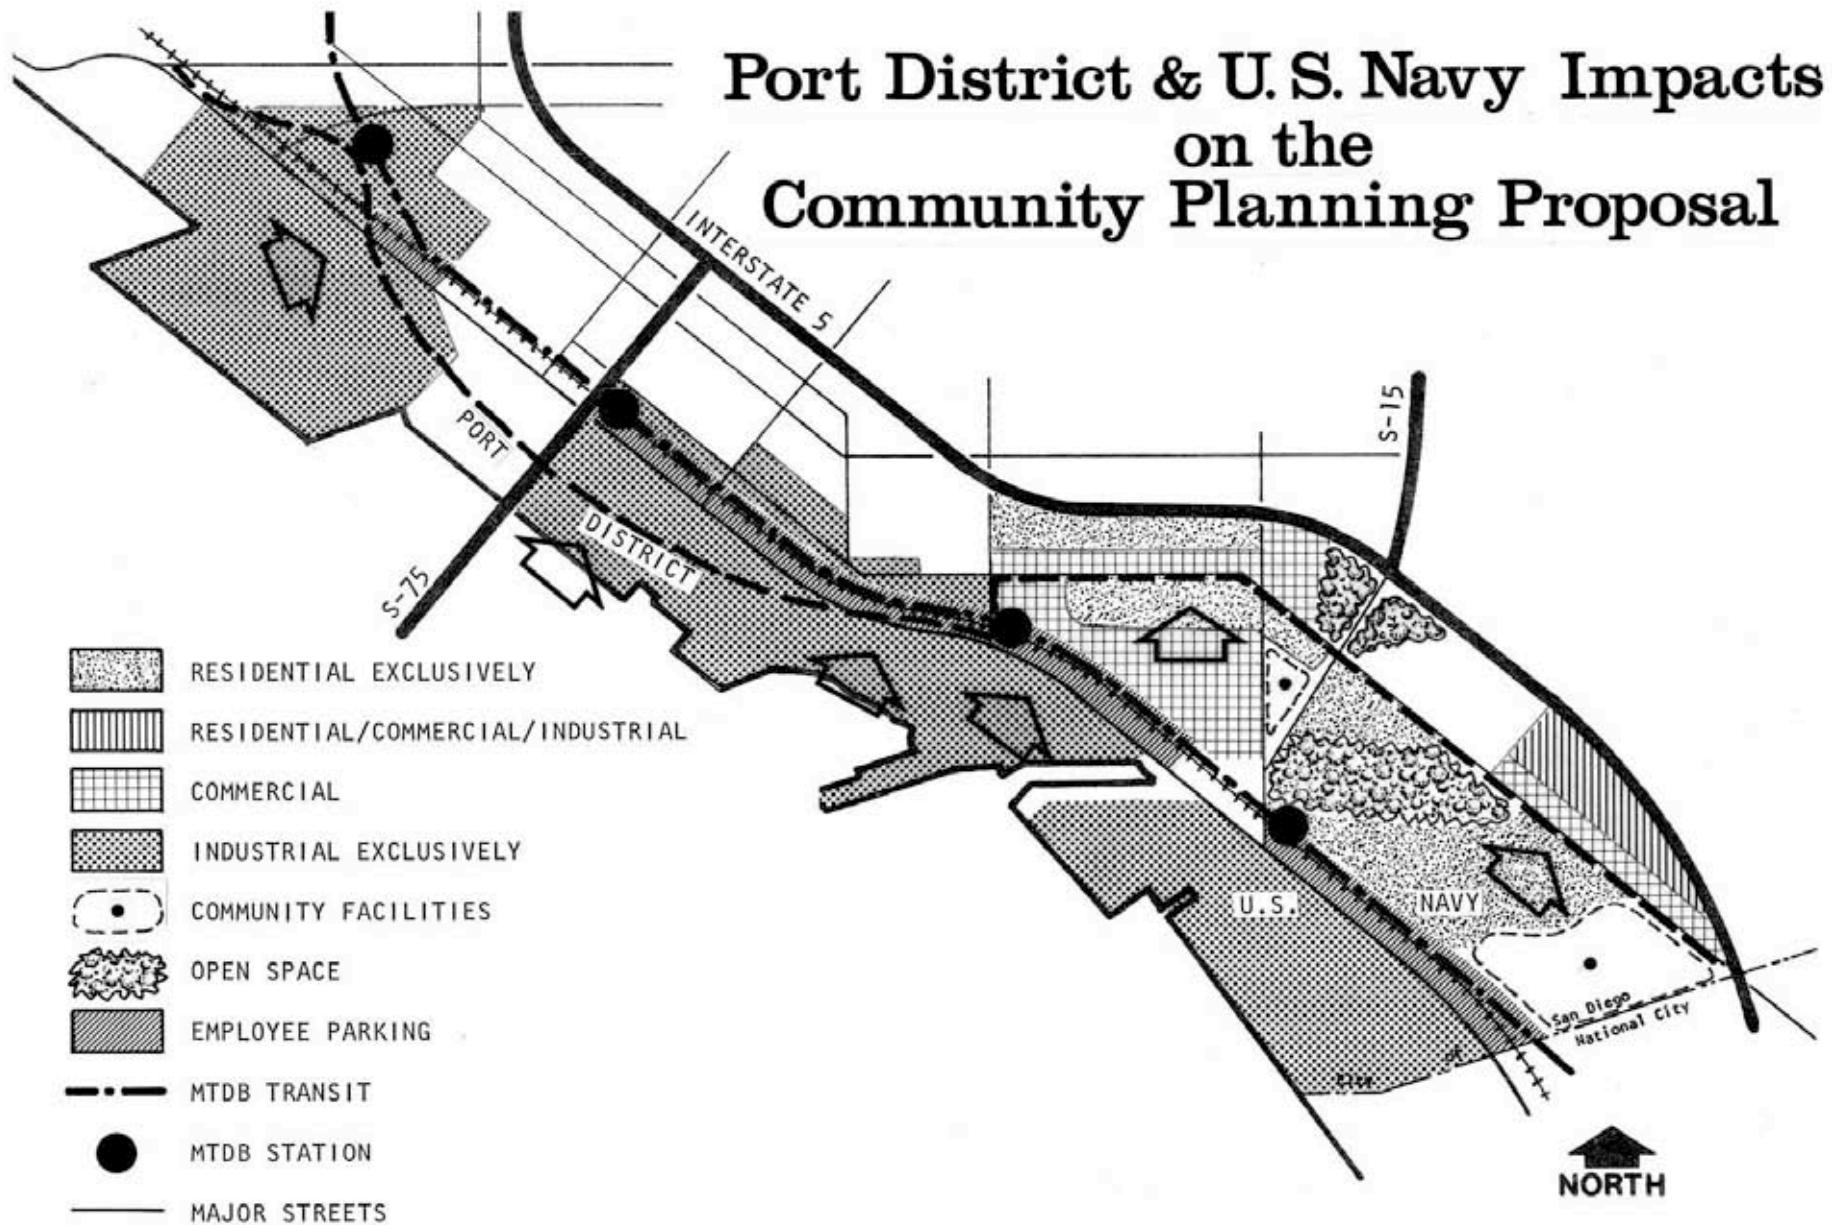 Port District & U. S. Navy Impacts
on the
Community Planning Proposal
INTERSTATE 5
S-15
PORT
DISTRICT
S-75
U.S.
NAVY
San Diego
National City
City
of
RESIDENTIAL EXCLUSIVELY
RESIDENTIAL/COMMERCIAL/INDUSTRIAL
COMMERCIAL
INDUSTRIAL EXCLUSIVELY
COMMUNITY FACILITIES
OPEN SPACE
EMPLOYEE PARKING
MTDB TRANSIT
MTDB STATION
MAJOR STREETS
NORTH